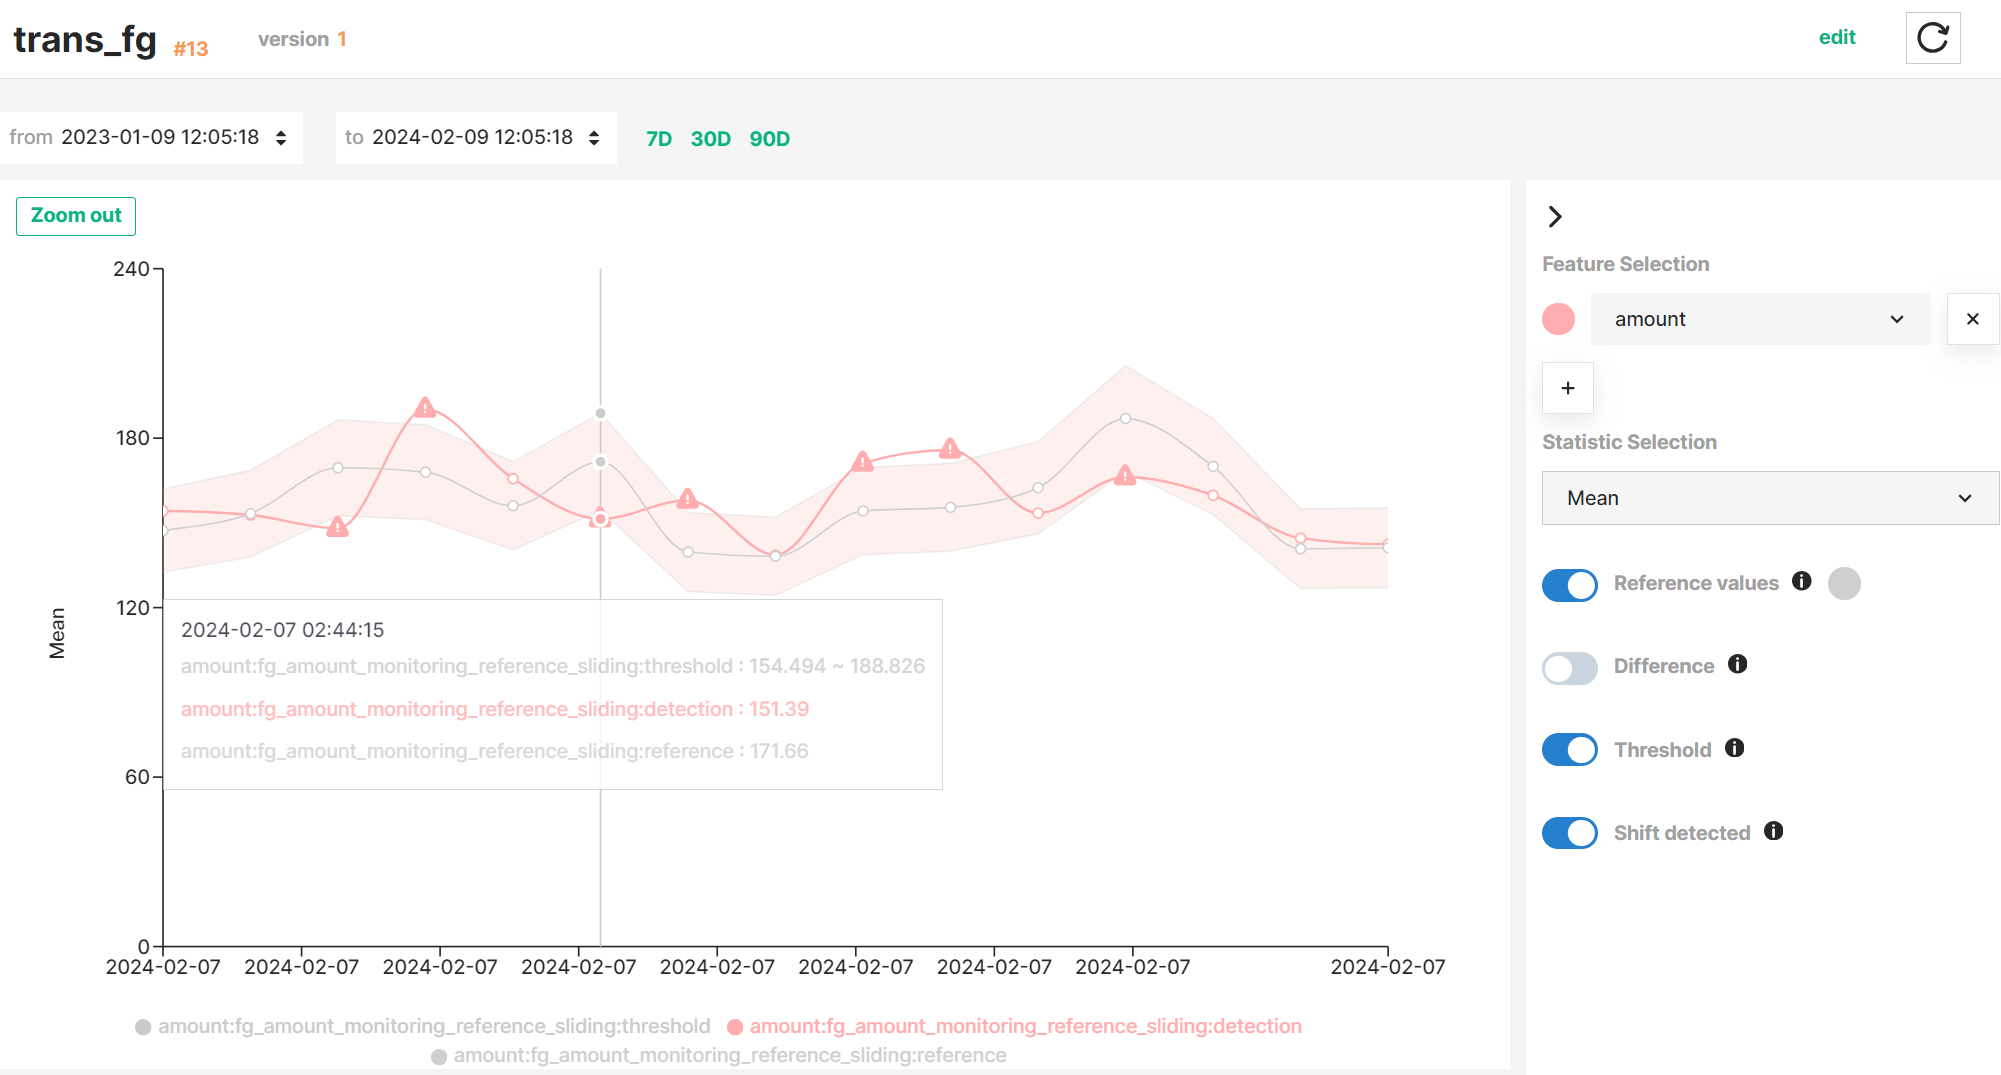 trans_fg #13 version 1 edit
from 2023-01-09 12:05:18 to 2024-02-09 12:05:18 7D 30D 90D
Zoom out
240
180
120
60
0
Mean
2024-02-07 02:44:15
amount:fg_amount_monitoring_reference_sliding:threshold : 154.494 ~ 188.826
amount:fg_amount_monitoring_reference_sliding:detection : 151.39
amount:fg_amount_monitoring_reference_sliding:reference : 171.66
2024-02-07 2024-02-07 2024-02-07 2024-02-07 2024-02-07 2024-02-07 2024-02-07 2024-02-07 2024-02-07
amount:fg_amount_monitoring_reference_sliding:threshold amount:fg_amount_monitoring_reference_sliding:detection
amount:fg_amount_monitoring_reference_sliding:reference
Feature Selection
amount
Statistic Selection
Mean
Reference values
Difference
Threshold
Shift detected